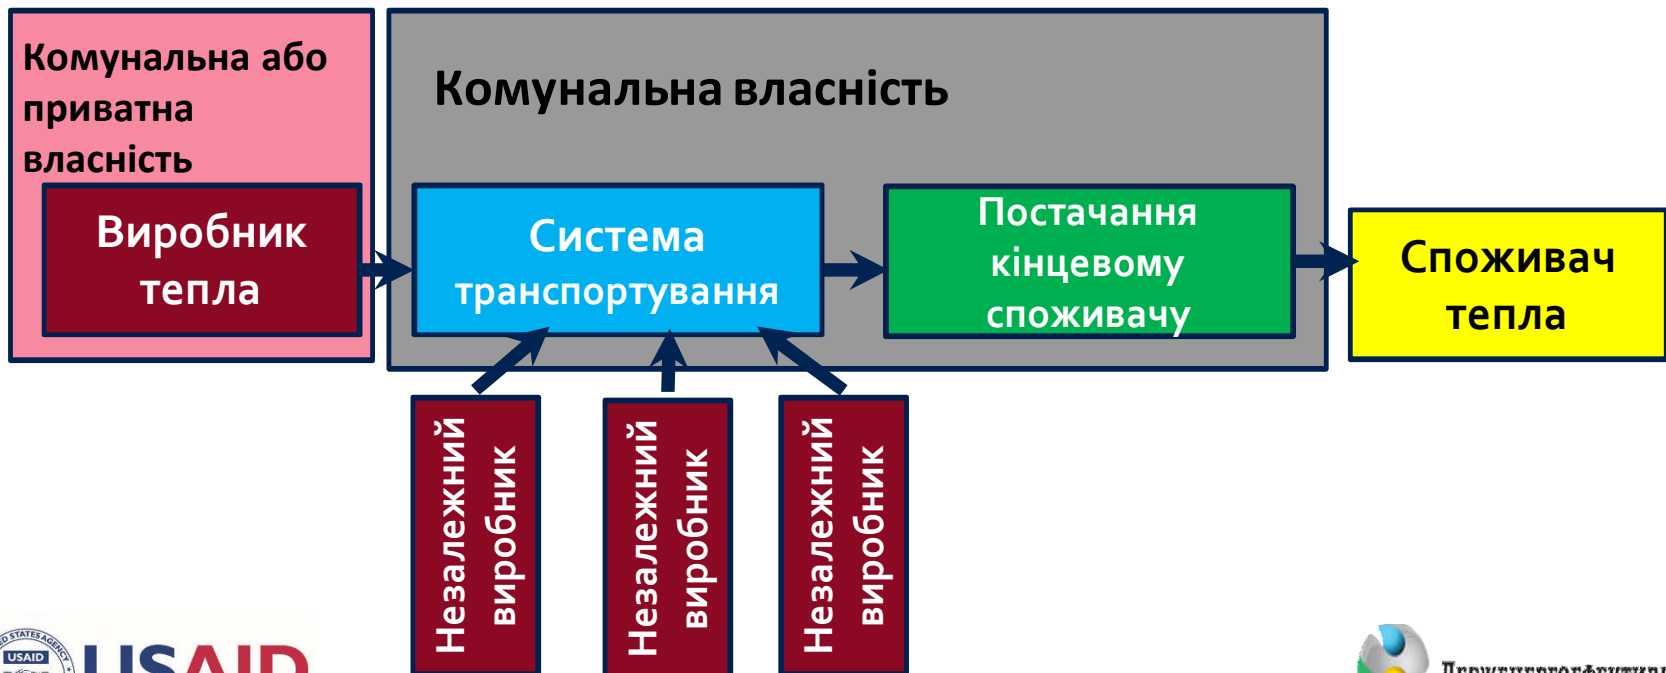 Комунальна або
приватна
власність
Комунальна власність
Виробник
тепла
Система
транспортування
Постачання
кінцевому
споживачу
Споживач
тепла
Незалежний
виробник
Незалежний
виробник
Незалежний
виробник
USAID
USAID